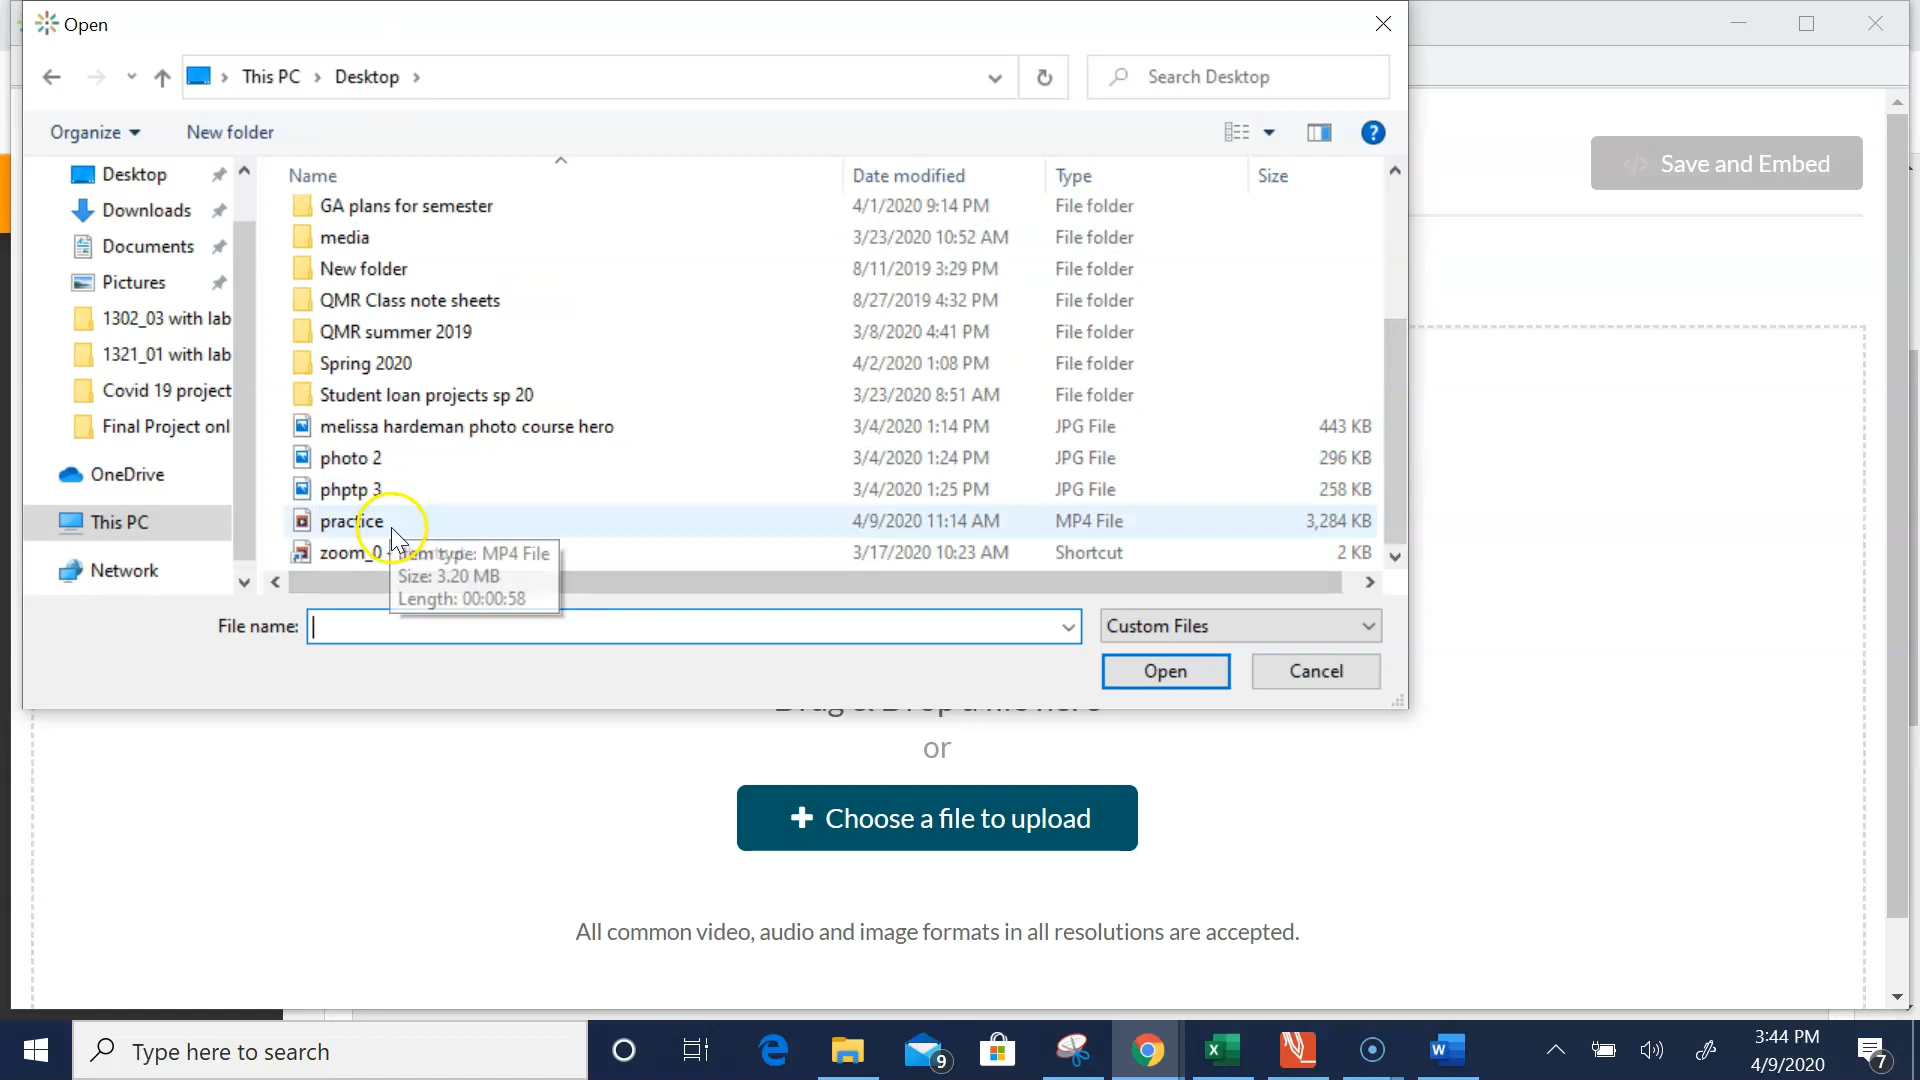 Open
This PC > Desktop >
Search Desktop
Organize
New folder
?
Name Date modified Type Size
Desktop
Downloads
Documents
Pictures
1302_03 with lab
1321_01 with lab
Covid 19 project
Final Project onl
OneDrive
This PC
Network
GA plans for semester 4/1/2020 9:14 PM File folder
media 3/23/2020 10:52 AM File folder
New folder 8/11/2019 3:29 PM File folder
QMR Class note sheets 8/27/2019 4:32 PM File folder
QMR summer 2019 3/8/2020 4:41 PM File folder
Spring 2020 4/2/2020 1:08 PM File folder
Student loan projects sp 20 3/23/2020 8:51 AM File folder
melissa hardeman photo course hero 3/4/2020 1:14 PM JPG File 443 KB
photo 2 3/4/2020 1:24 PM JPG File 296 KB
phptp 3 3/4/2020 1:25 PM JPG File 258 KB
practice 4/9/2020 11:14 AM MP4 File 3,284 KB
zoom_0 3/17/2020 10:23 AM Shortcut 2 KB
Item type: MP4 File
Size: 3.20 MB
Length: 00:00:58
File name:
Custom Files
Open
Cancel
</> Save and Embed
Drag & Drop a file here
or
+ Choose a file to upload
All common video, audio and image formats in all resolutions are accepted.
Type here to search
9
3:44 PM
4/9/2020
7